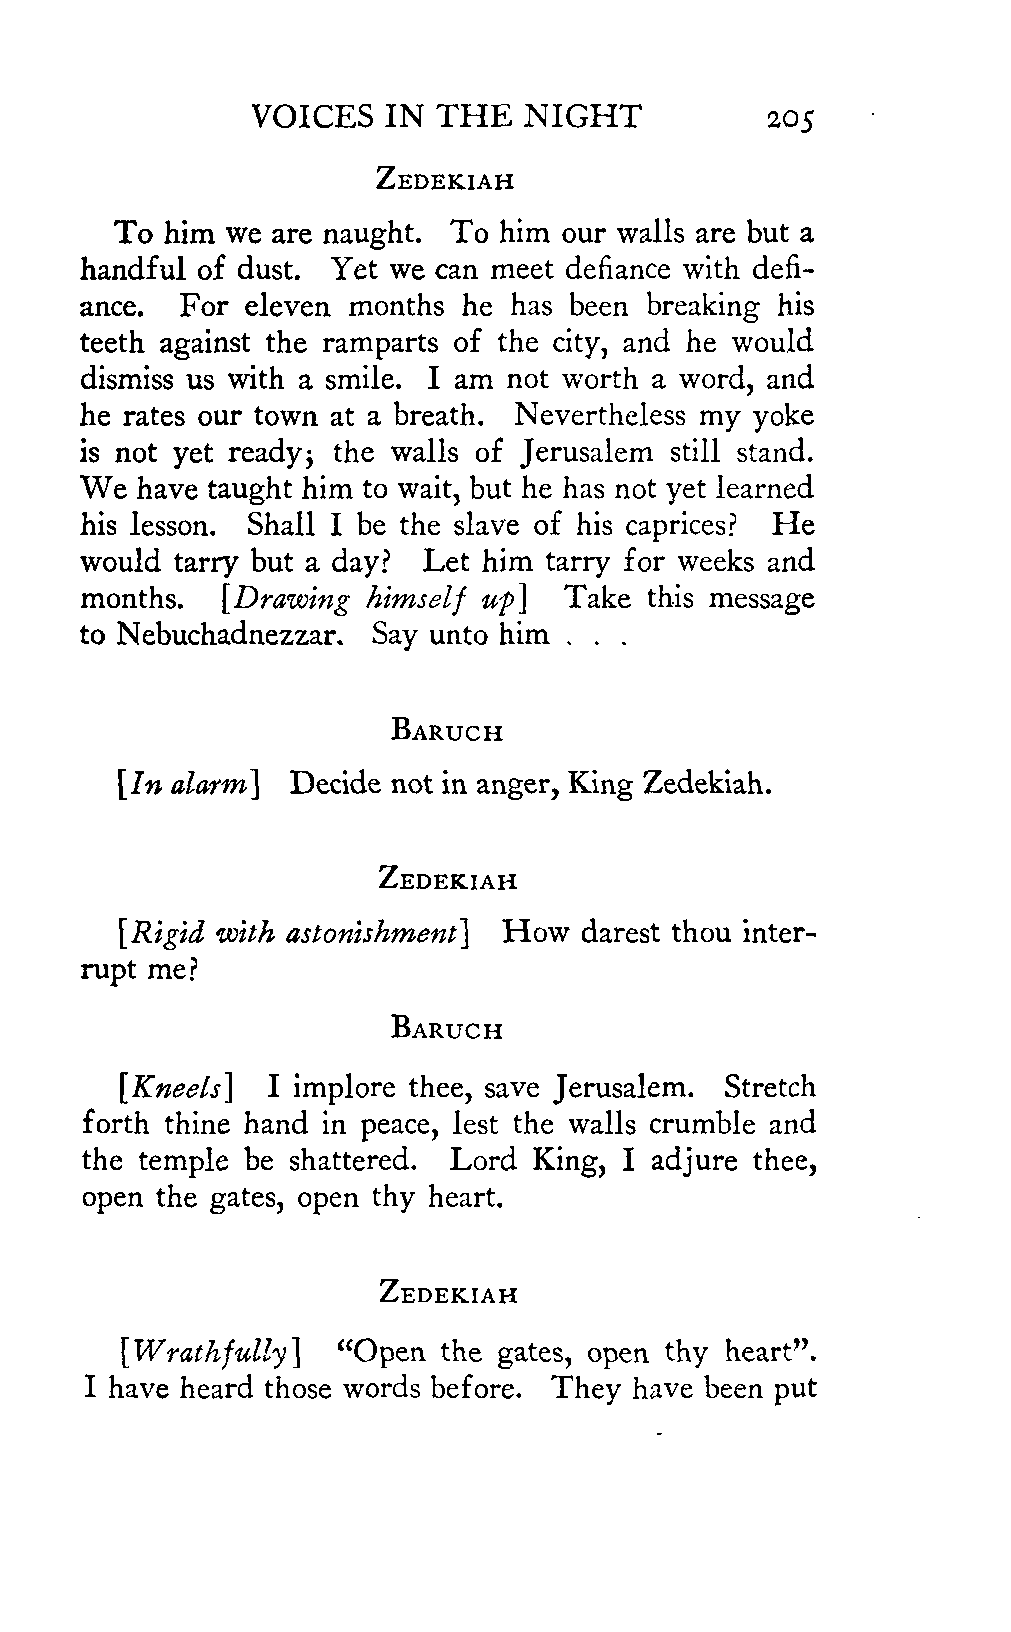 VOICES IN THE NIGHT 205
ZEDEKIAH
To him we are naught. To him our walls are but a
handful of dust. Yet we can meet defiance with defi-
ance. For eleven months he has been breaking his
teeth against the ramparts of the city, and he would
dismiss us with a smile. I am not worth a word, and
he rates our town at a breath. Nevertheless my yoke
is not yet ready; the walls of Jerusalem still stand.
We have taught him to wait, but he has not yet learned
his lesson. Shall I be the slave of his caprices? He
would tarry but a day? Let him tarry for weeks and
months. [Drawing himself up] Take this message
to Nebuchadnezzar. Say unto him . . .
BARUCH
[In alarm] Decide not in anger, King Zedekiah.
ZEDEKIAH
[Rigid with astonishment] How darest thou inter-
rupt me?
BARUCH
[Kneels] I implore thee, save Jerusalem. Stretch
forth thine hand in peace, lest the walls crumble and
the temple be shattered. Lord King, I adjure thee,
open the gates, open thy heart.
ZEDEKIAH
[Wrathfully] “Open the gates, open thy heart”.
I have heard those words before. They have been put